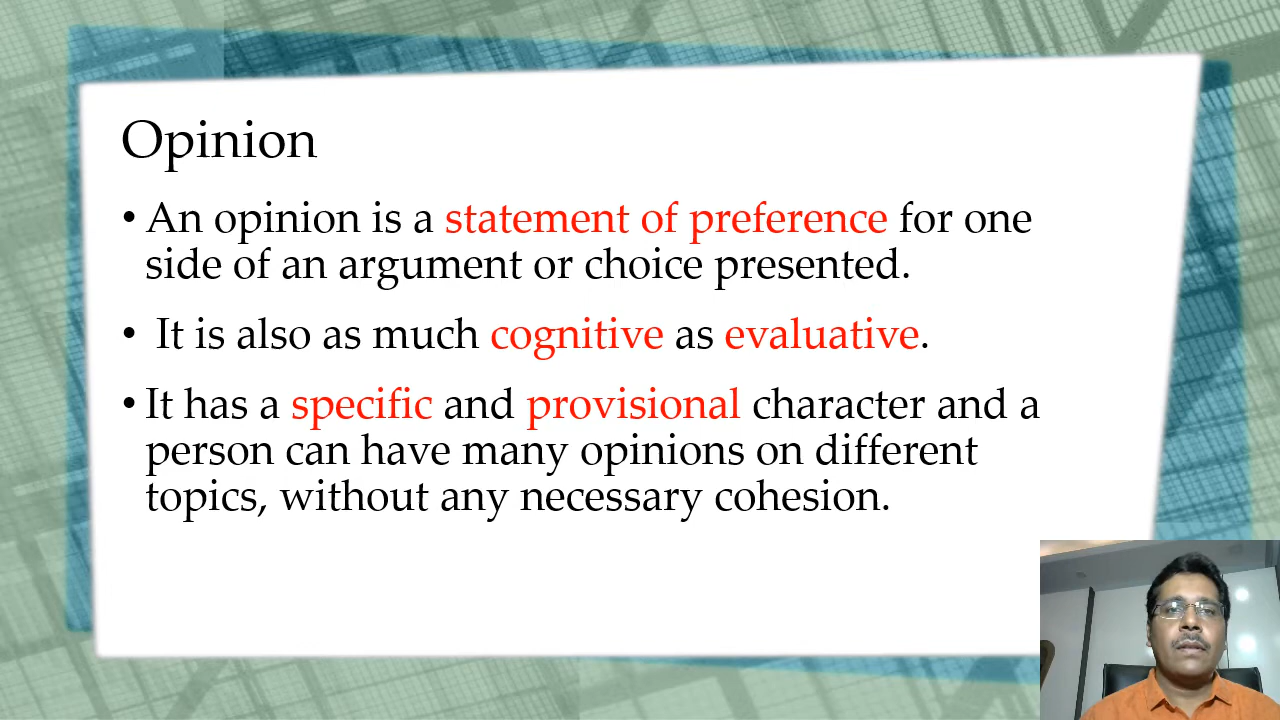 Opinion
• An opinion is a statement of preference for one
side of an argument or choice presented.
• It is also as much cognitive as evaluative.
• It has a specific and provisional character and a
person can have many opinions on different
topics, without any necessary cohesion.